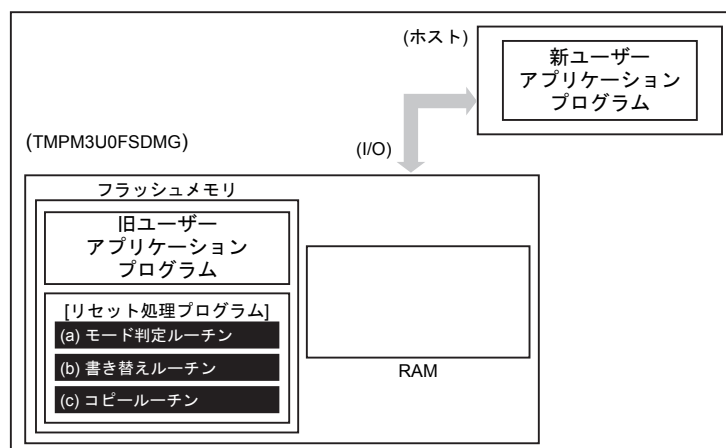 (ホスト)
新ユーザー
アプリケーション
プログラム
(TMPM3U0FSDMG)
(I/O)
フラッシュメモリ
旧ユーザー
アプリケーション
プログラム
[リセット処理プログラム]
(a) モード判定ルーチン
(b) 書き替えルーチン
(c) コピールーチン
RAM